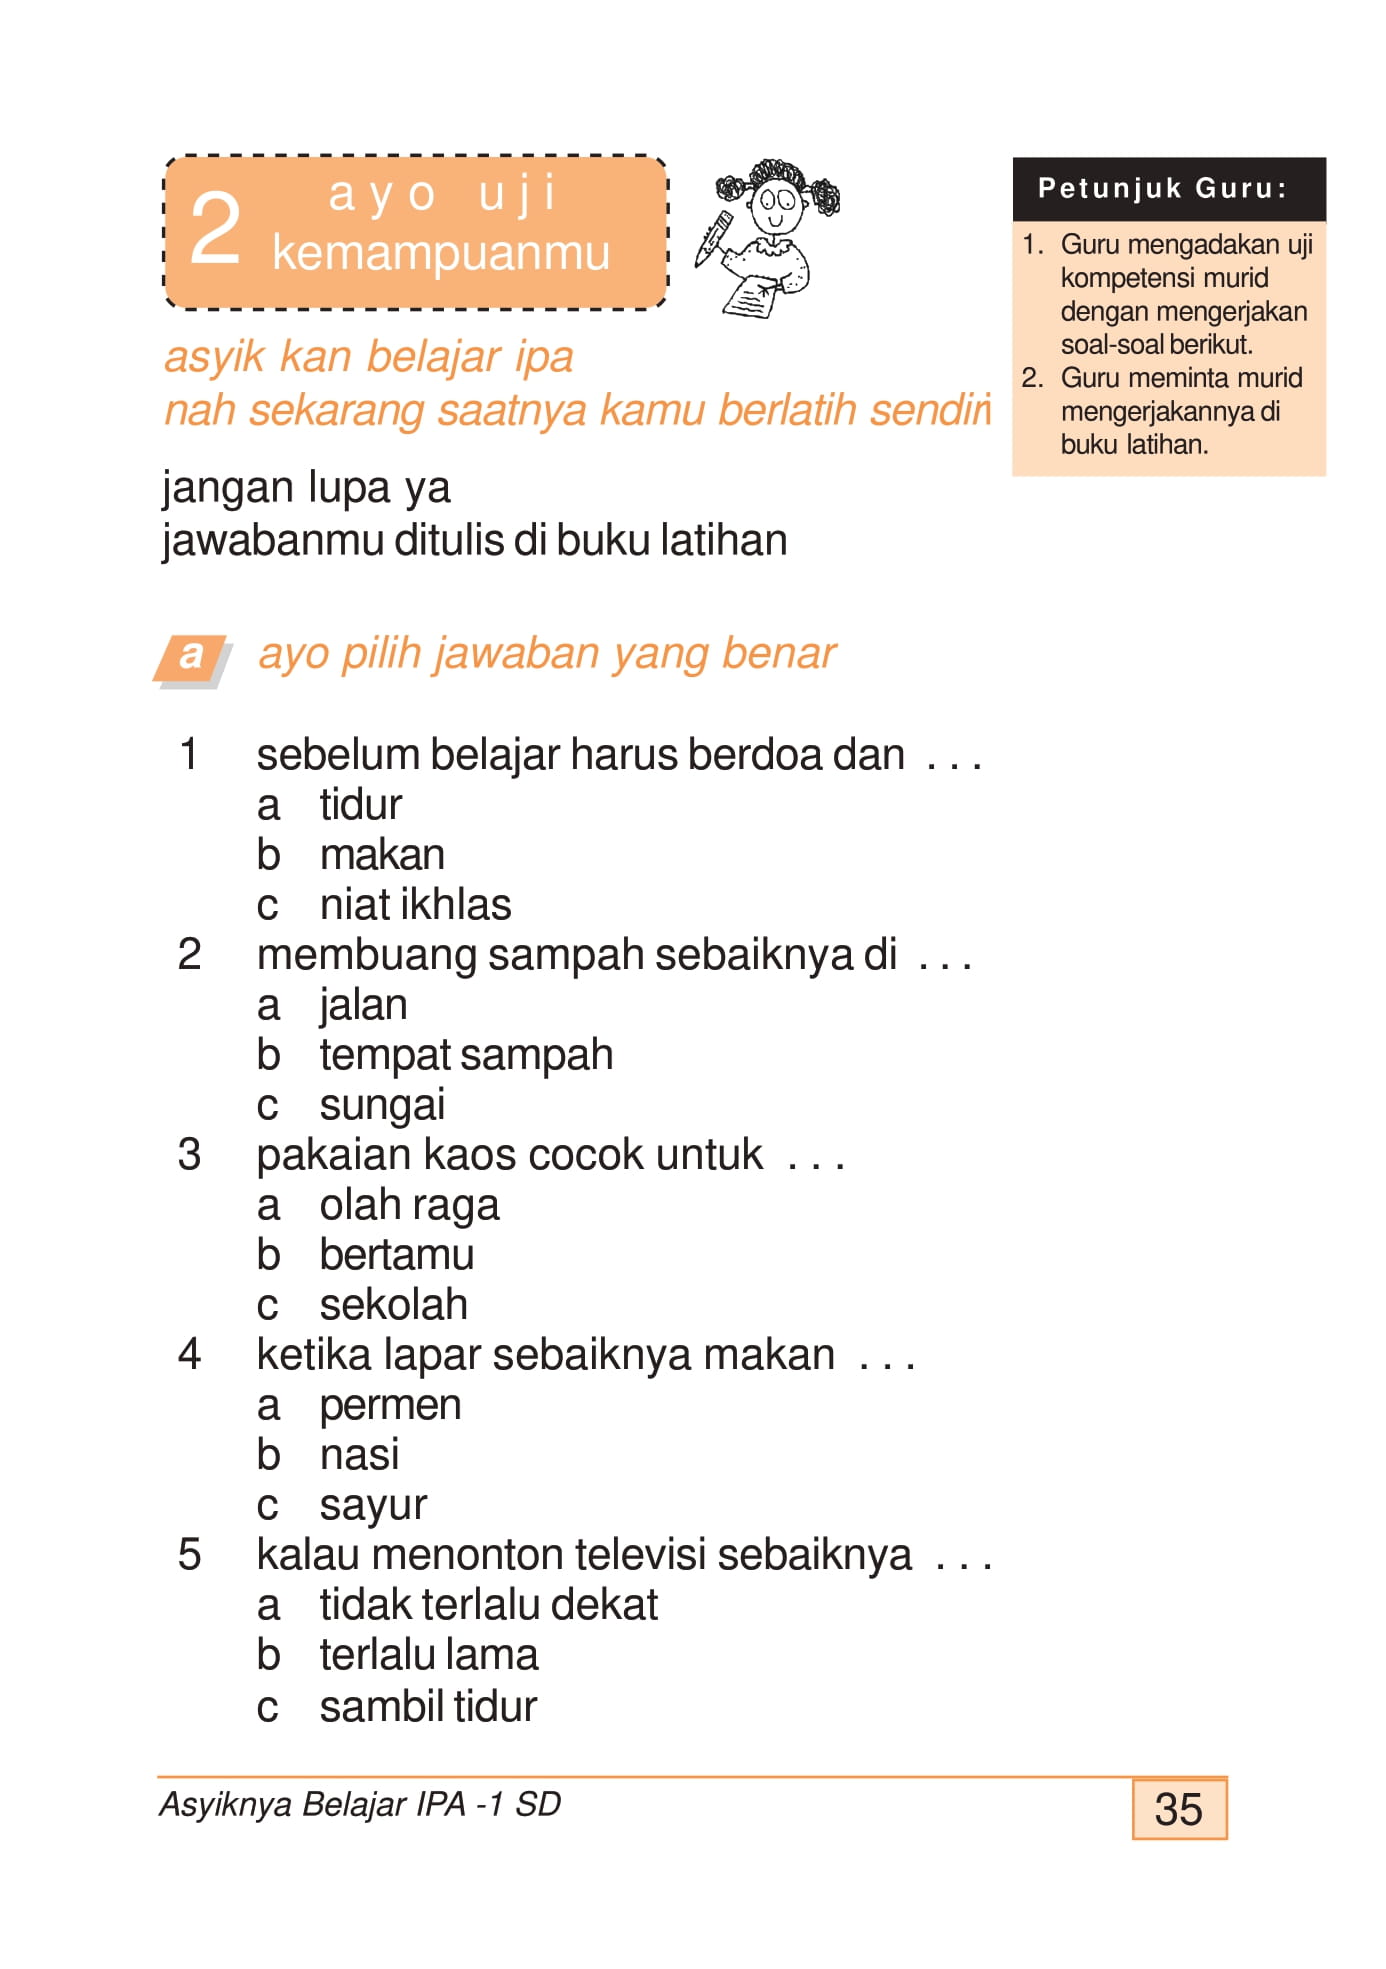 2
ayo uji
kemampuanmu
Petunjuk Guru:
1. Guru mengadakan uji
kompetensi murid
dengan mengerjakan
soal-soal berikut.
2. Guru meminta murid
mengerjakannya di
buku latihan.
asyik kan belajar ipa
nah sekarang saatnya kamu berlatih sendiri
jangan lupa ya
jawabanmu ditulis di buku latihan
a ayo pilih jawaban yang benar
1 sebelum belajar harus berdoa dan . . .
a tidur
b makan
c niat ikhlas
2 membuang sampah sebaiknya di . . .
a jalan
b tempat sampah
c sungai
3 pakaian kaos cocok untuk . . .
a olah raga
b bertamu
c sekolah
4 ketika lapar sebaiknya makan . . .
a permen
b nasi
c sayur
5 kalau menonton televisi sebaiknya . . .
a tidak terlalu dekat
b terlalu lama
c sambil tidur
Asyiknya Belajar IPA -1 SD
35